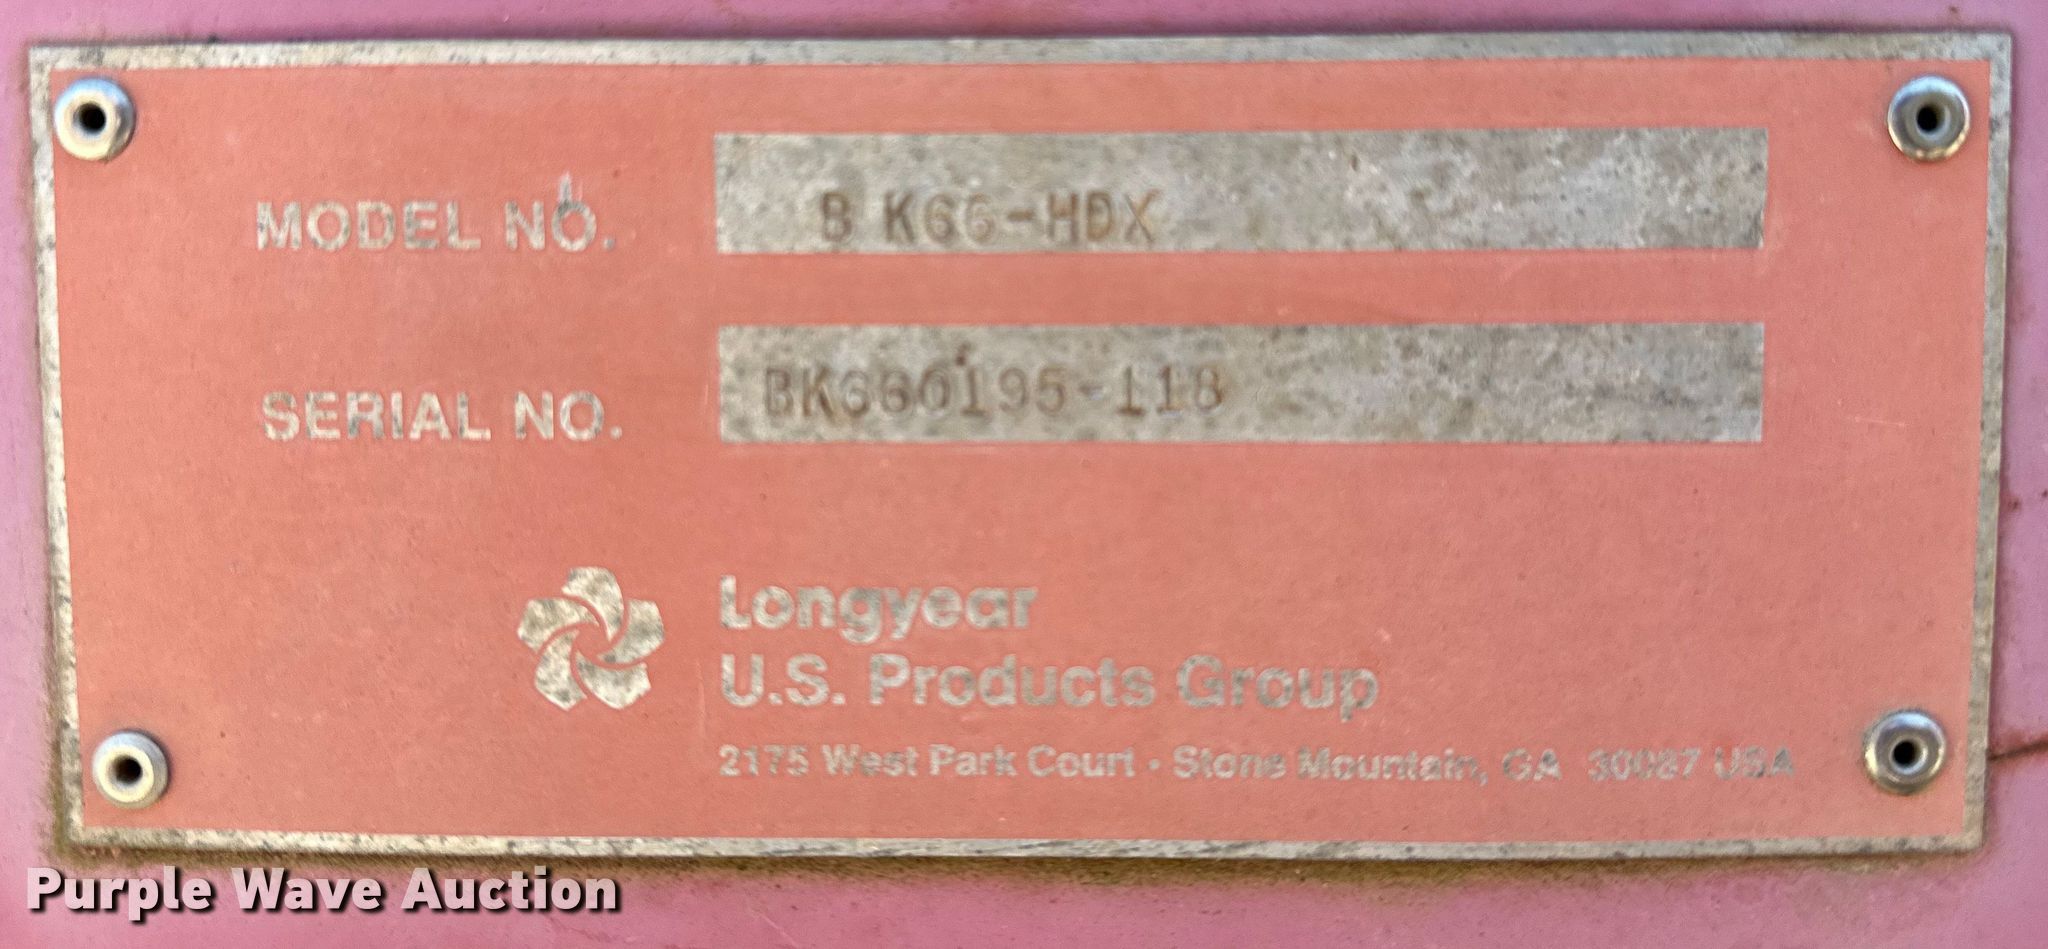 MODEL NO. B K66-HDX
SERIAL NO. BK660195-118
Longyear
U.S. Products Group
2175 West Park Court • Stone Mountain, GA 30087 USA
Purple Wave Auction